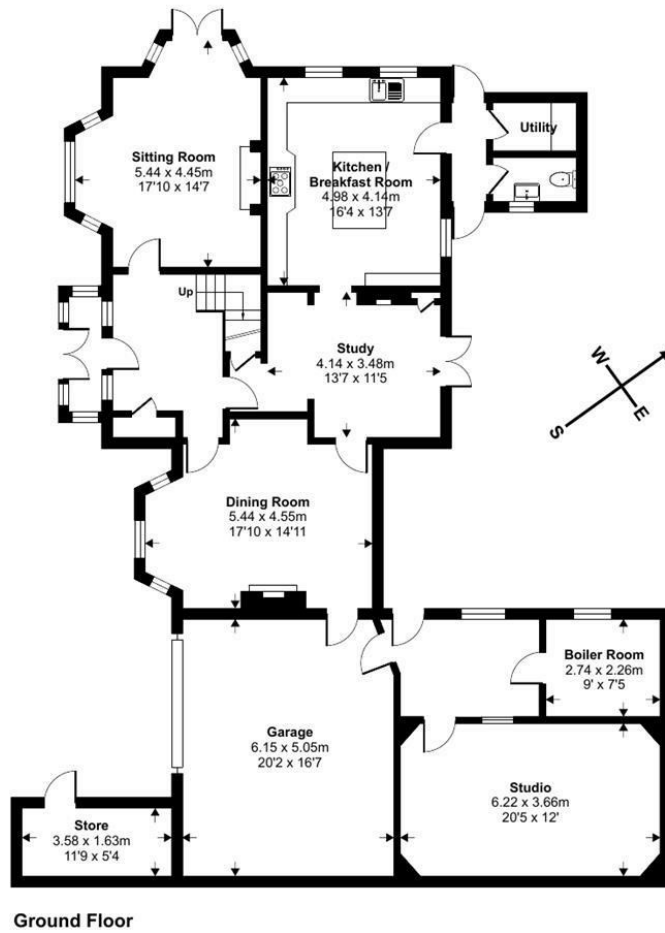 Sitting Room
5.44 x 4.45m
17'10 x 14'7
Kitchen /
Breakfast Room
4.98 x 4.14m
16'4 x 13'7
Utility
Up
Study
4.14 x 3.48m
13'7 x 11'5
W
E
S
Dining Room
5.44 x 4.55m
17'10 x 14'11
Boiler Room
2.74 x 2.26m
9' x 7'5
Garage
6.15 x 5.05m
20'2 x 16'7
Studio
6.22 x 3.66m
20'5 x 12'
Store
3.58 x 1.63m
11'9 x 5'4
Ground Floor